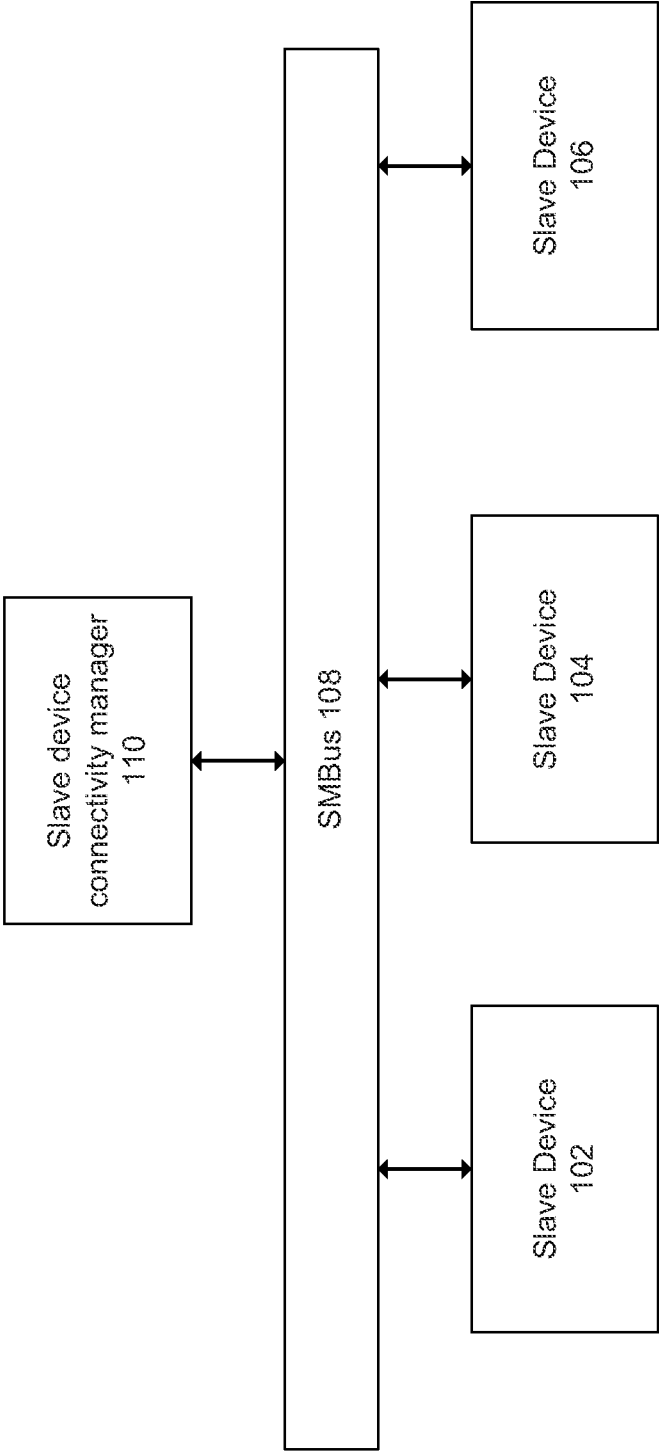 Slave device
connectivity manager
110
SMBus 108
Slave Device
102
Slave Device
104
Slave Device
106